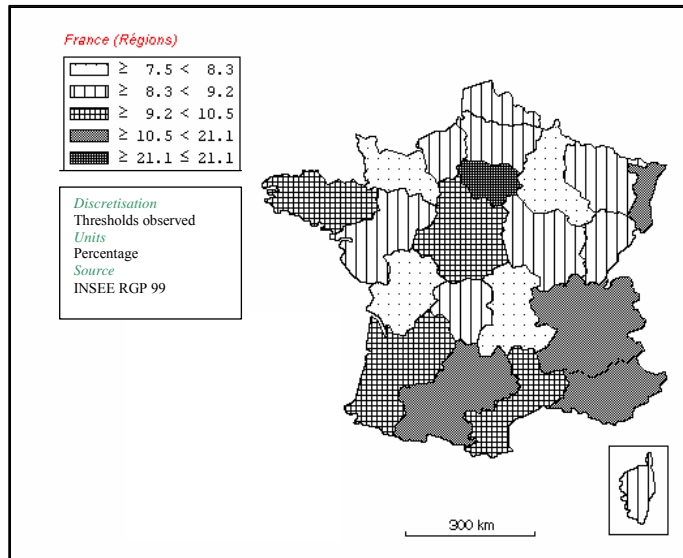 France (Régions)
≥ 7.5 < 8.3
≥ 8.3 < 9.2
≥ 9.2 < 10.5
≥ 10.5 < 21.1
≥ 21.1 ≤ 21.1
Discretisation
Thresholds observed
Units
Percentage
Source
INSEE RGP 99
300 km